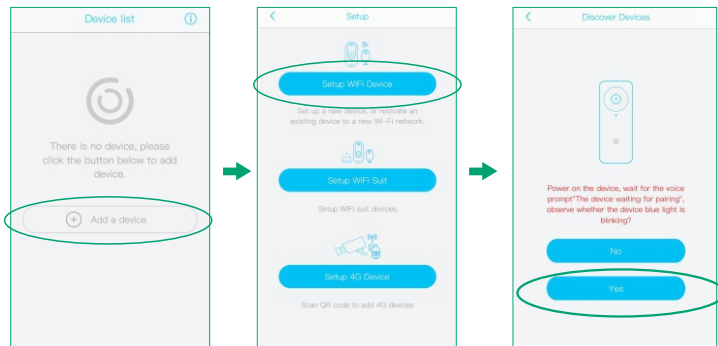 Device list
There is no device, please
click the button below to add
device.
Add a device
Setup
Setup WiFi Device
Set up a new device, or relocate an
existing device to a new Wi-Fi network.
Setup WiFi Suit
Setup WIFI suit devices
Setup 4G Device
Scan QR code to add 4G devices
Discover Devices
Power on the device, wait for the voice
prompt"The device waiting for pairing",
observe whether the device blue light is
blinking?
No
Yes